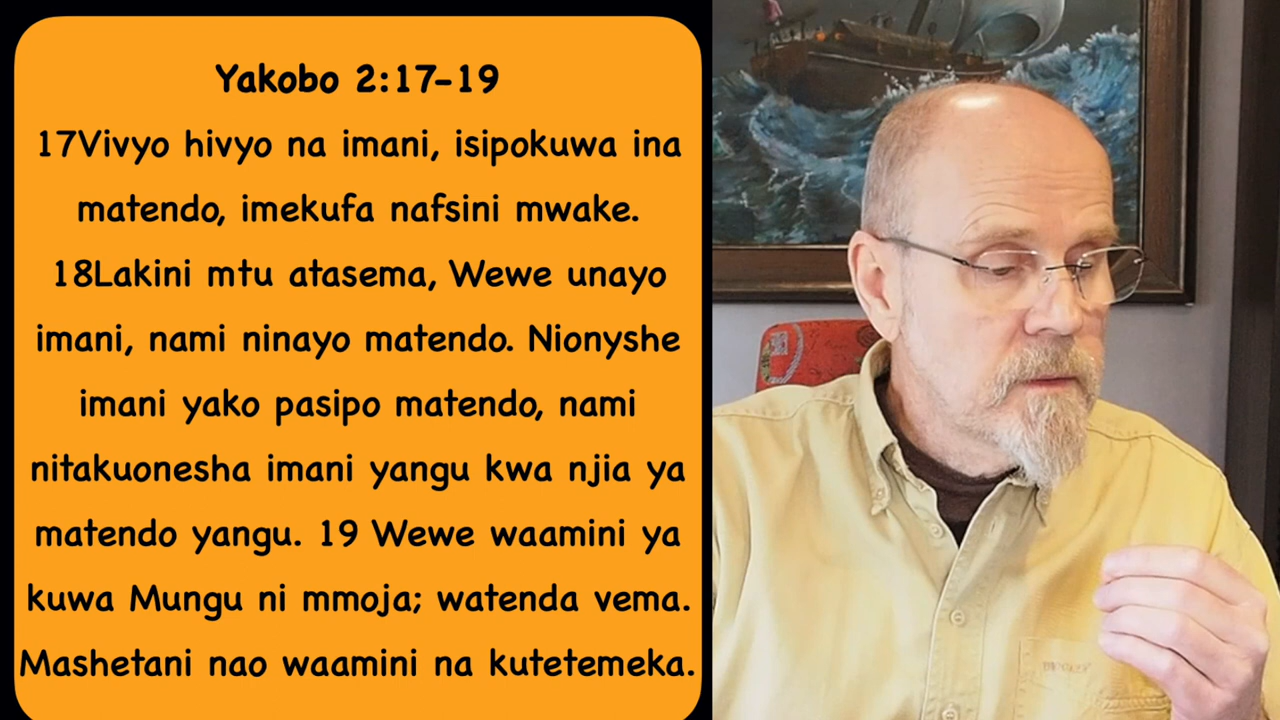 Yakobo 2:17-19
17Vivyo hivyo na imani, isipokuwa ina
matendo, imekufa nafsini mwake.
18Lakini mtu atasema, Wewe unayo
imani, nami ninayo matendo. Nionyshe
imani yako pasipo matendo, nami
nitakuonesha imani yangu kwa njia ya
matendo yangu. 19 Wewe waamini ya
kuwa Mungu ni mmoja; watenda vema.
Mashetani nao waamini na kutetemeka.